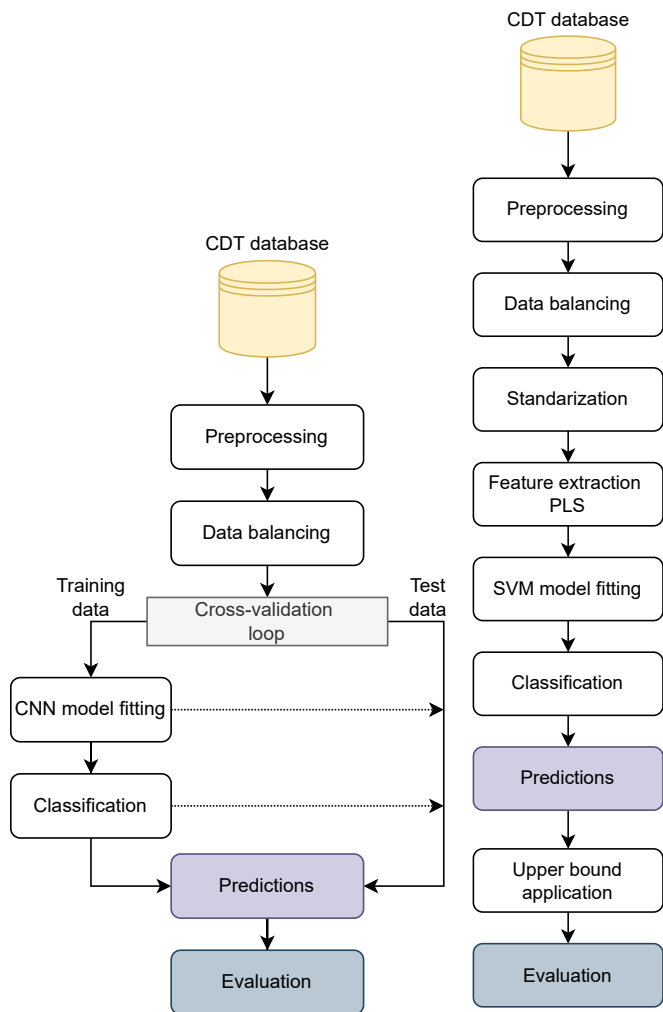 CDT database
Preprocessing
Data balancing
Training
data
Test
data
Cross-validation
loop
CNN model fitting
Classification
Predictions
Evaluation
CDT database
Preprocessing
Data balancing
Standarization
Feature extraction
PLS
SVM model fitting
Classification
Predictions
Upper bound
application
Evaluation